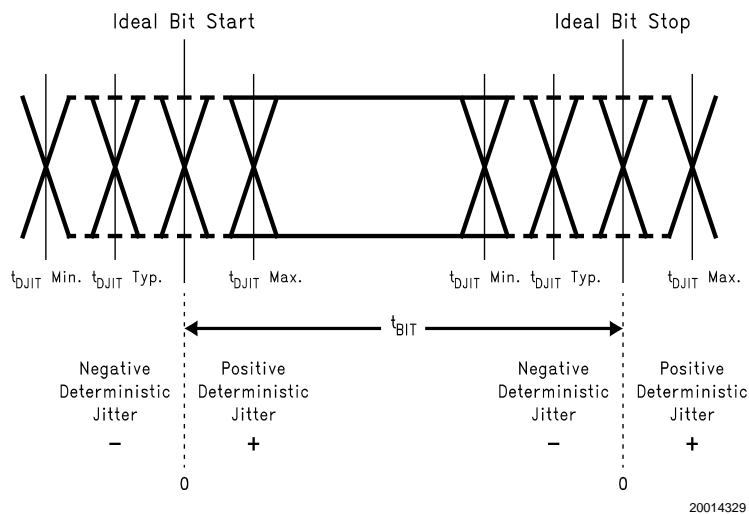 Ideal Bit Start
Ideal Bit Stop
tDJIT Min.
tDJIT Typ.
tDJIT Max.
tDJIT Min.
tDJIT Typ.
tDJIT Max.
tBIT
Negative
Deterministic
Jitter
−
Positive
Deterministic
Jitter
+
Negative
Deterministic
Jitter
−
Positive
Deterministic
Jitter
+
0
0
20014329